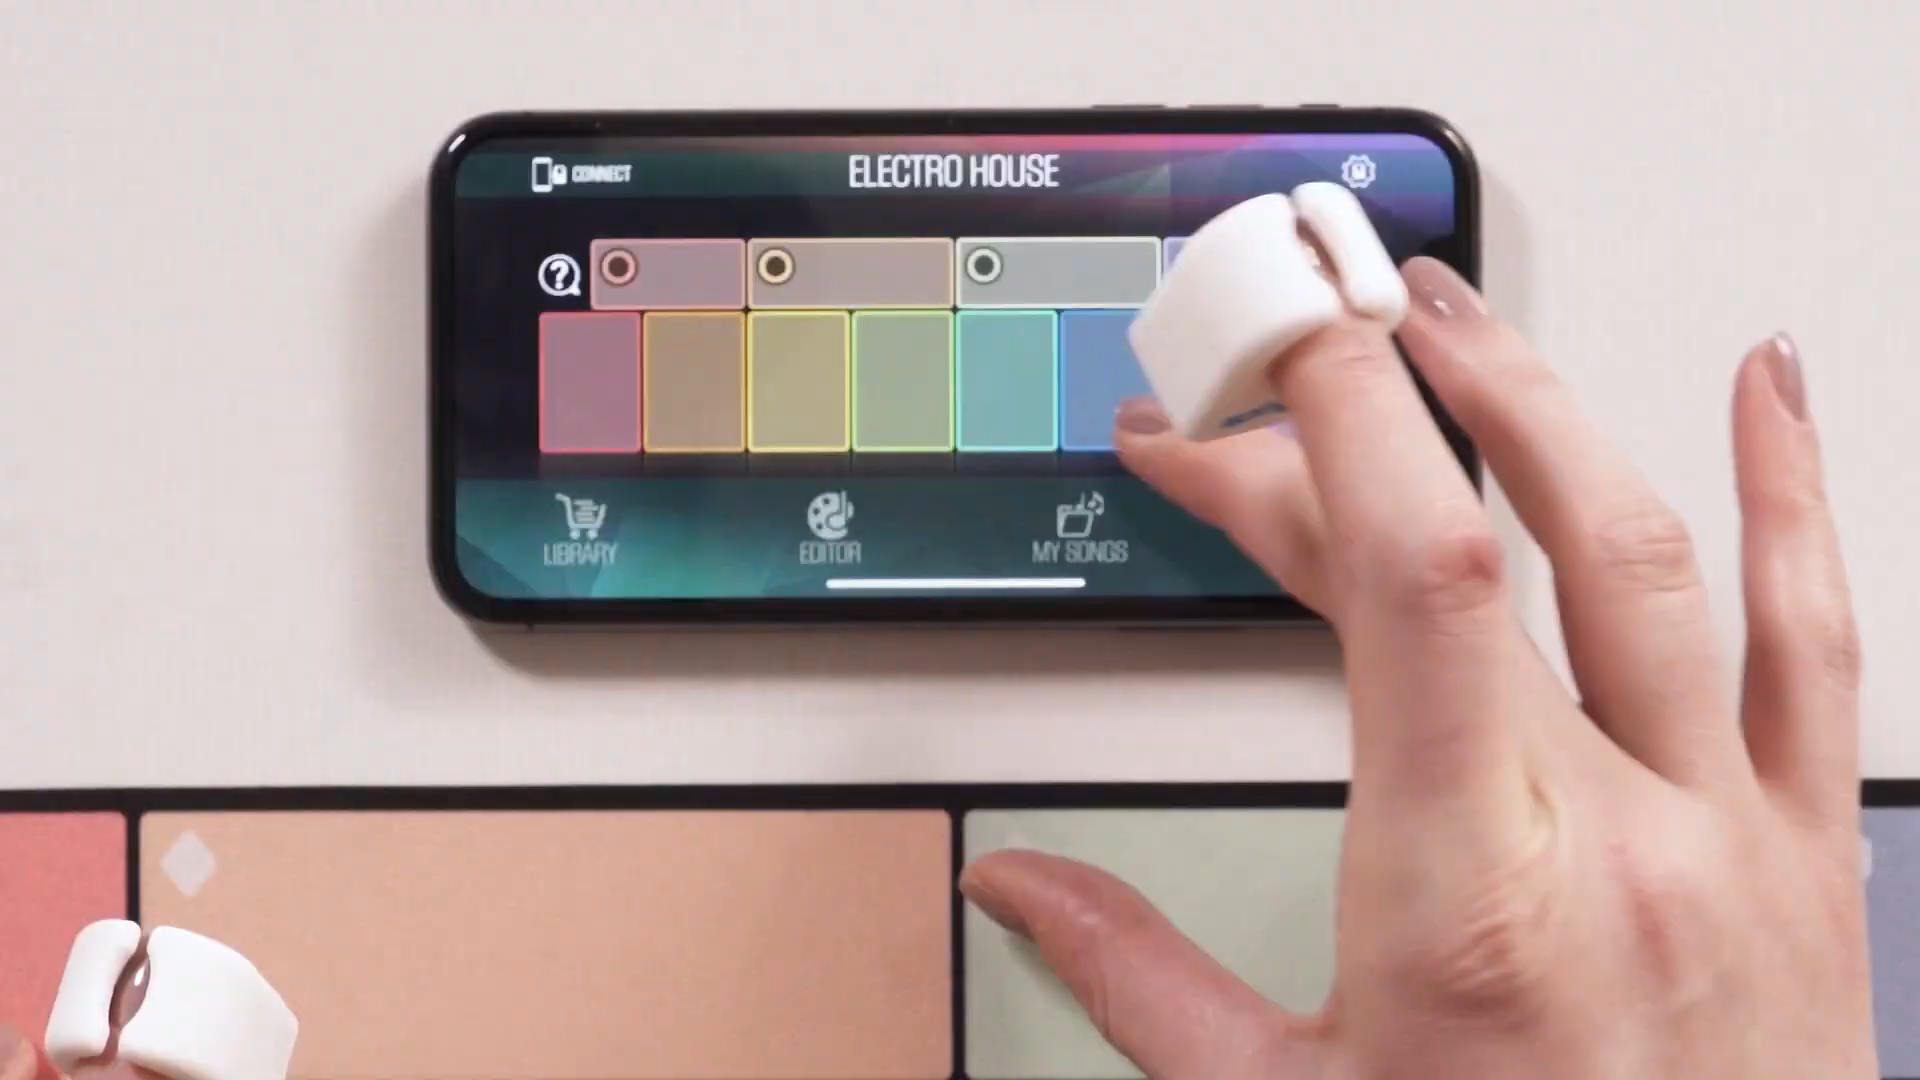 CONNECT
ELECTRO HOUSE
?
LIBRARY
EDITOR
MY SONGS